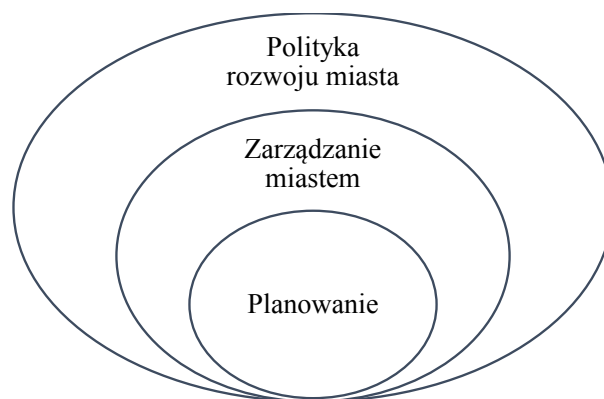 Polityka
rozwoju miasta
Zarządzanie
miastem
Planowanie